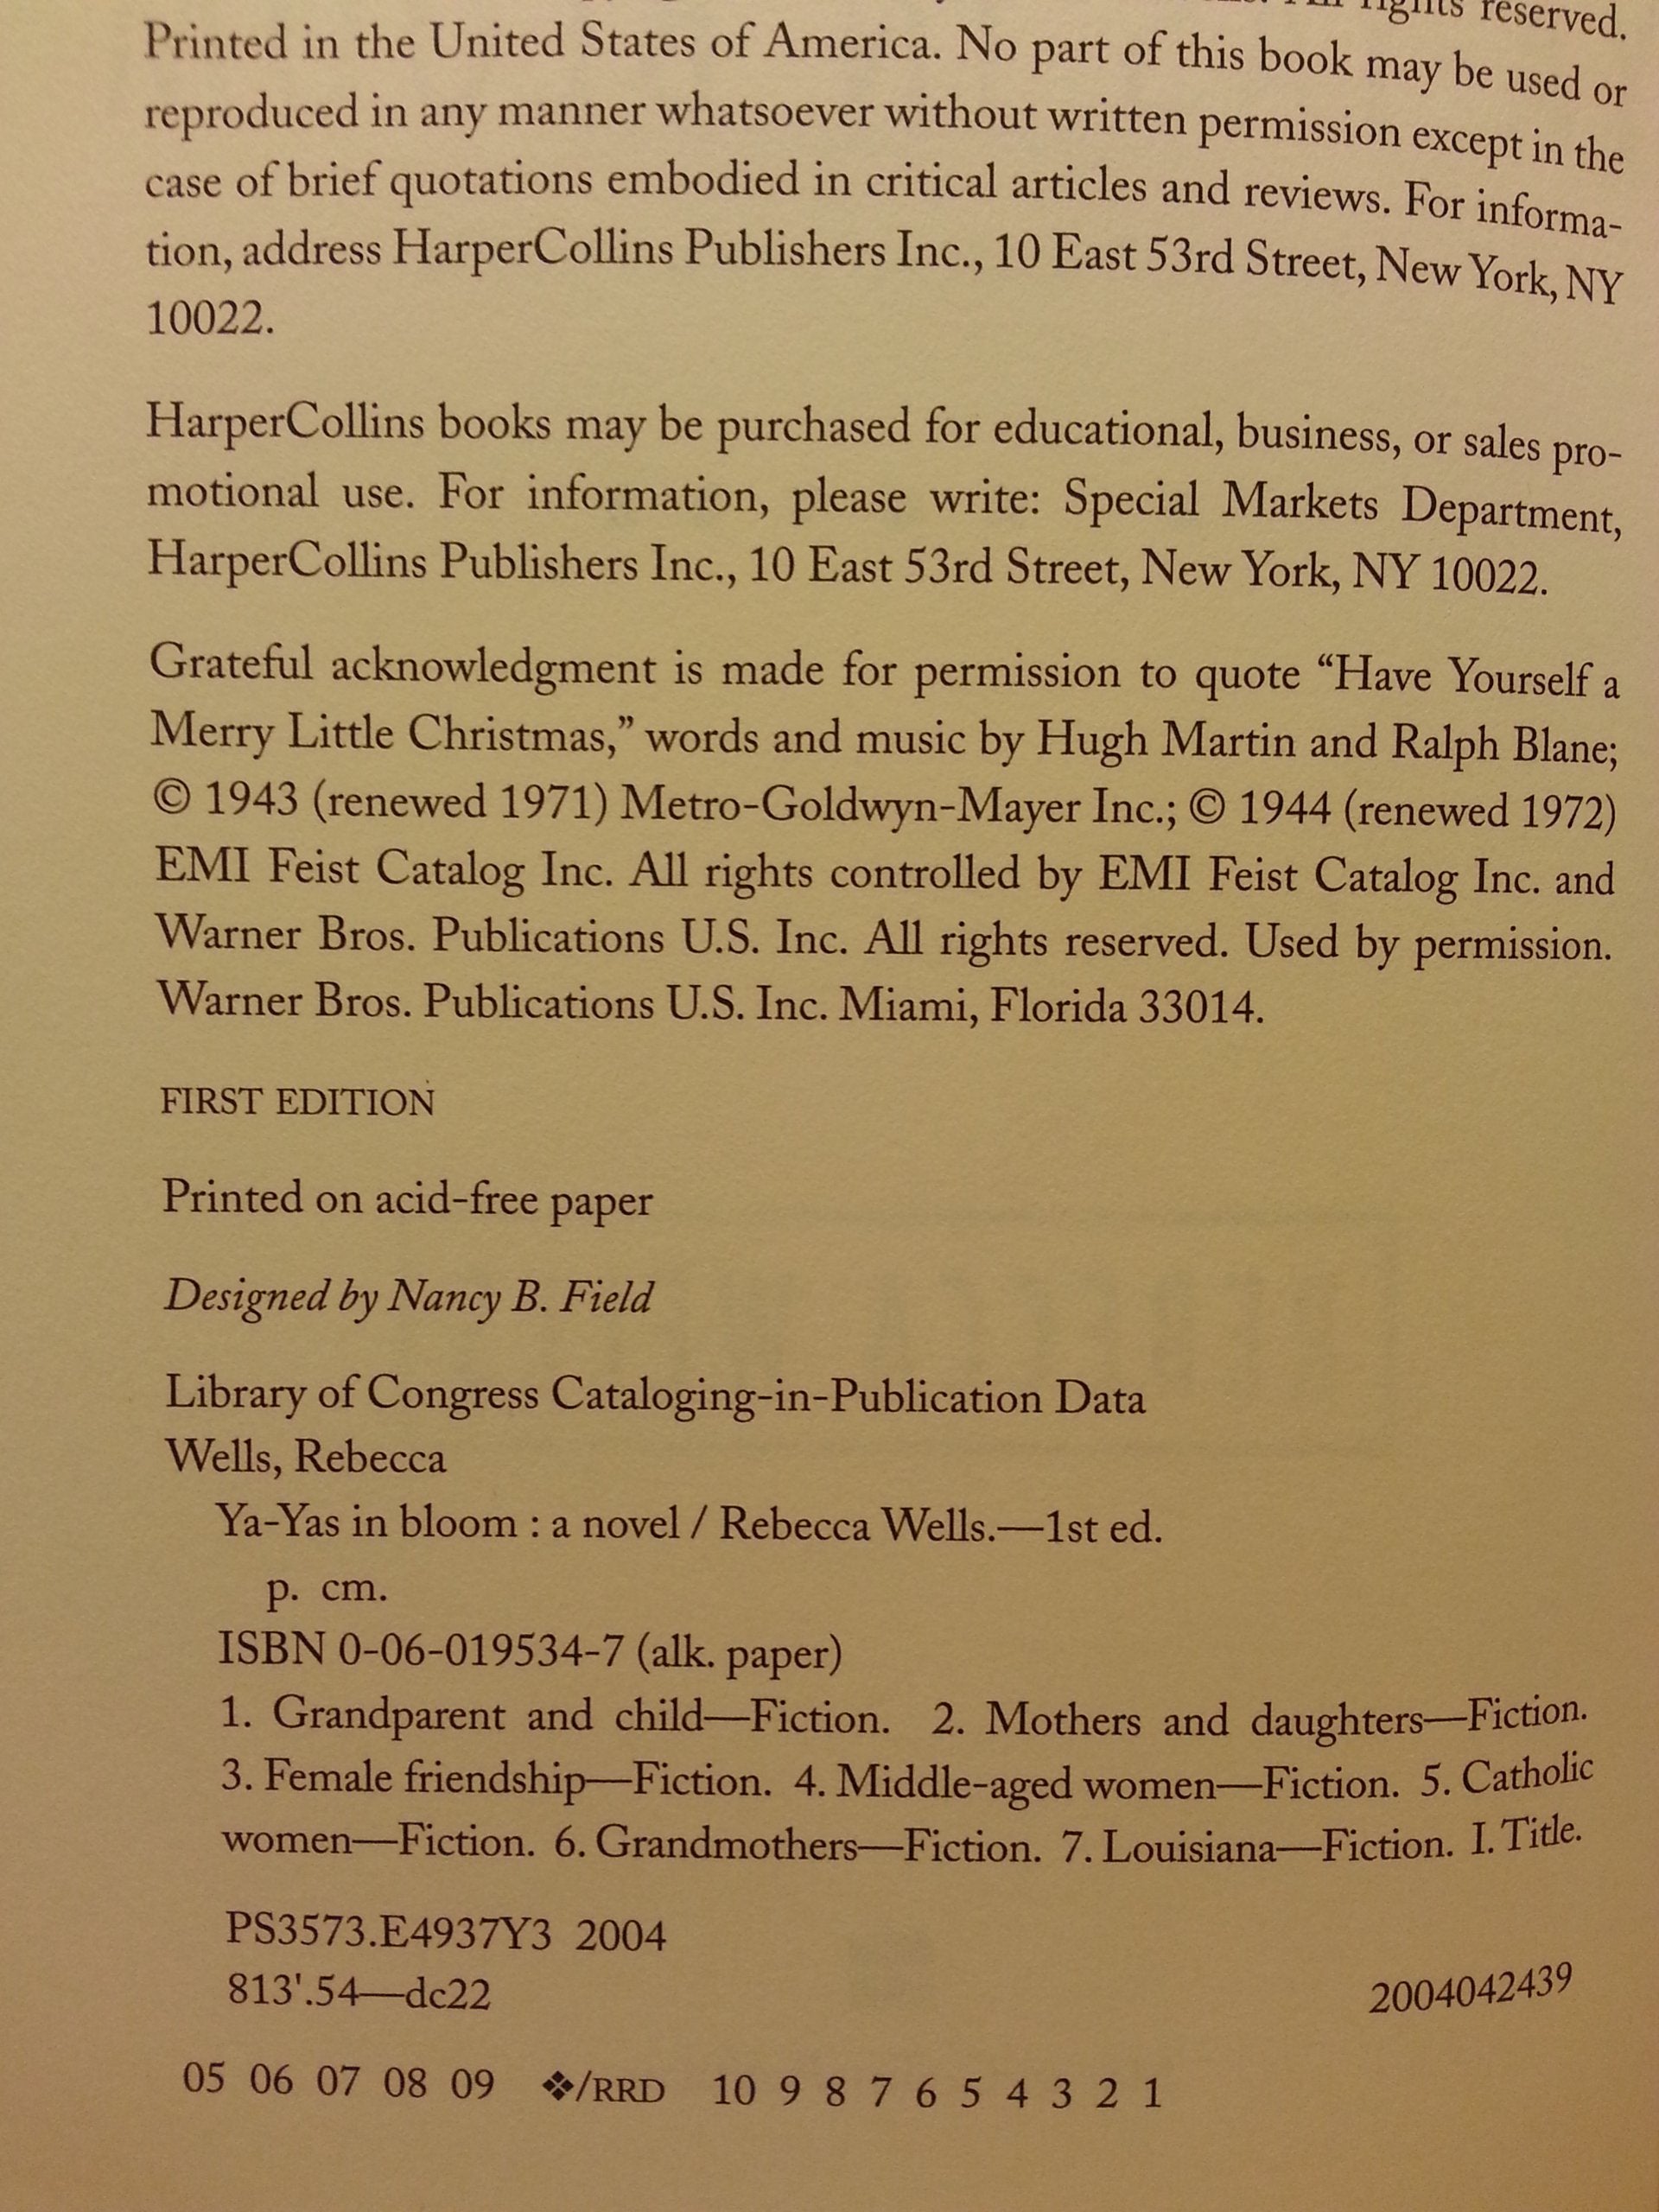 rights reserved.
Printed in the United States of America. No part of this book may be used or
reproduced in any manner whatsoever without written permission except in the
case of brief quotations embodied in critical articles and reviews. For informa-
tion, address HarperCollins Publishers Inc., 10 East 53rd Street, New York, NY
10022.
HarperCollins books may be purchased for educational, business, or sales pro-
motional use. For information, please write: Special Markets Department,
HarperCollins Publishers Inc., 10 East 53rd Street, New York, NY 10022.
Grateful acknowledgment is made for permission to quote “Have Yourself a
Merry Little Christmas,” words and music by Hugh Martin and Ralph Blane;
© 1943 (renewed 1971) Metro-Goldwyn-Mayer Inc.; © 1944 (renewed 1972)
EMI Feist Catalog Inc. All rights controlled by EMI Feist Catalog Inc. and
Warner Bros. Publications U.S. Inc. All rights reserved. Used by permission.
Warner Bros. Publications U.S. Inc. Miami, Florida 33014.
FIRST EDITION
Printed on acid-free paper
Designed by Nancy B. Field
Library of Congress Cataloging-in-Publication Data
Wells, Rebecca
Ya-Yas in bloom : a novel / Rebecca Wells.—1st ed.
p. cm.
ISBN 0-06-019534-7 (alk. paper)
1. Grandparent and child—Fiction. 2. Mothers and daughters—Fiction.
3. Female friendship—Fiction. 4. Middle-aged women—Fiction. 5. Catholic
women—Fiction. 6. Grandmothers—Fiction. 7. Louisiana—Fiction. I. Title.
PS3573.E4937Y3 2004
813'.54—dc22 2004042439
05 06 07 08 09 ❖/RRD 10 9 8 7 6 5 4 3 2 1